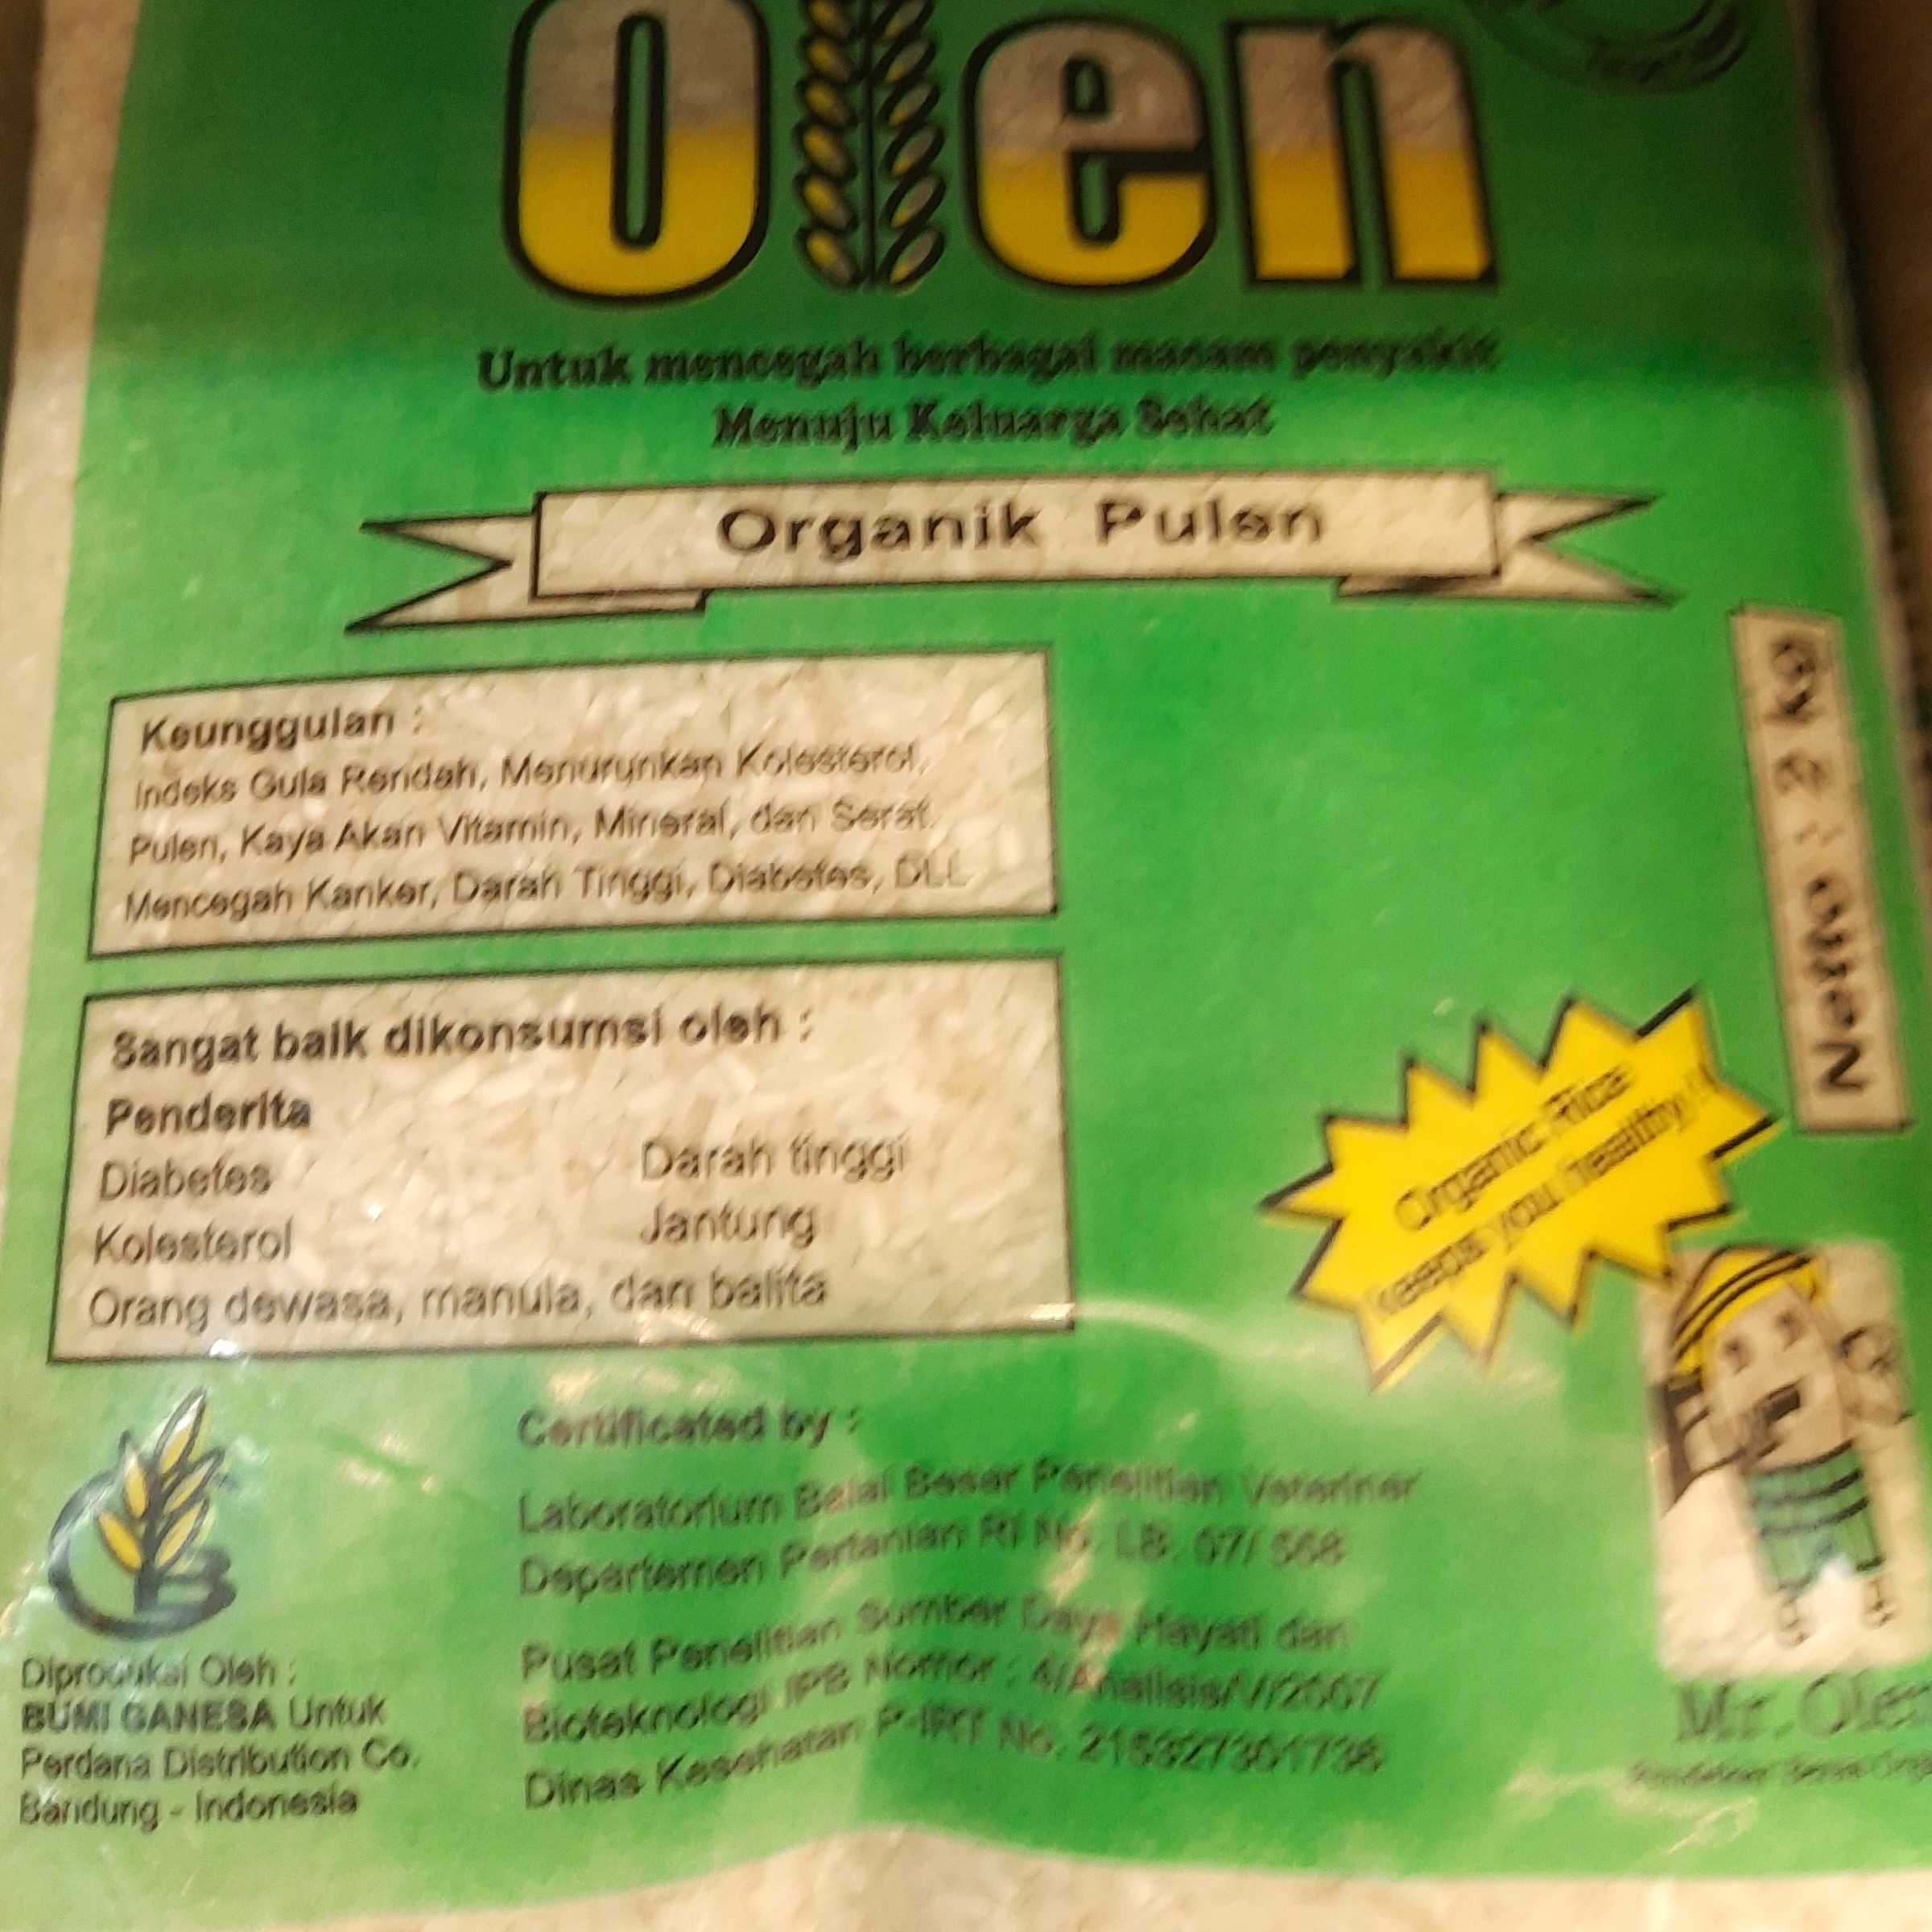 Olen
Untuk mencegah berbagai macam penyakit
Menuju Keluarga Sehat
Organik Pulen
Keunggulan :
Indeks Gula Rendah, Menurunkan Kolesterol,
Pulen, Kaya Akan Vitamin, Mineral, dan Serat.
Mencegah Kanker, Darah Tinggi, Diabetes, DLL
Netto : 2 Kg
Sangat baik dikonsumsi oleh :
Penderita
Diabetes Darah tinggi
Kolesterol Jantung
Orang dewasa, manula, dan balita
Organic Rice
keeps you healthy !!
Certificated by :
Laboratorium Balai Besar Penelitian Veteriner
Departemen Pertanian RI No. LB. 07/ 568
Pusat Penelitian Sumber Daya Hayati dan
Bioteknologi IPB Nomor : 4/Analisis/V/2007
Dinas Kesehatan P-IRT No.
Diproduksi Oleh :
BUMI GANESA Untuk
Perdana Distribution Co.
Bandung - Indonesia
Mr. Olen